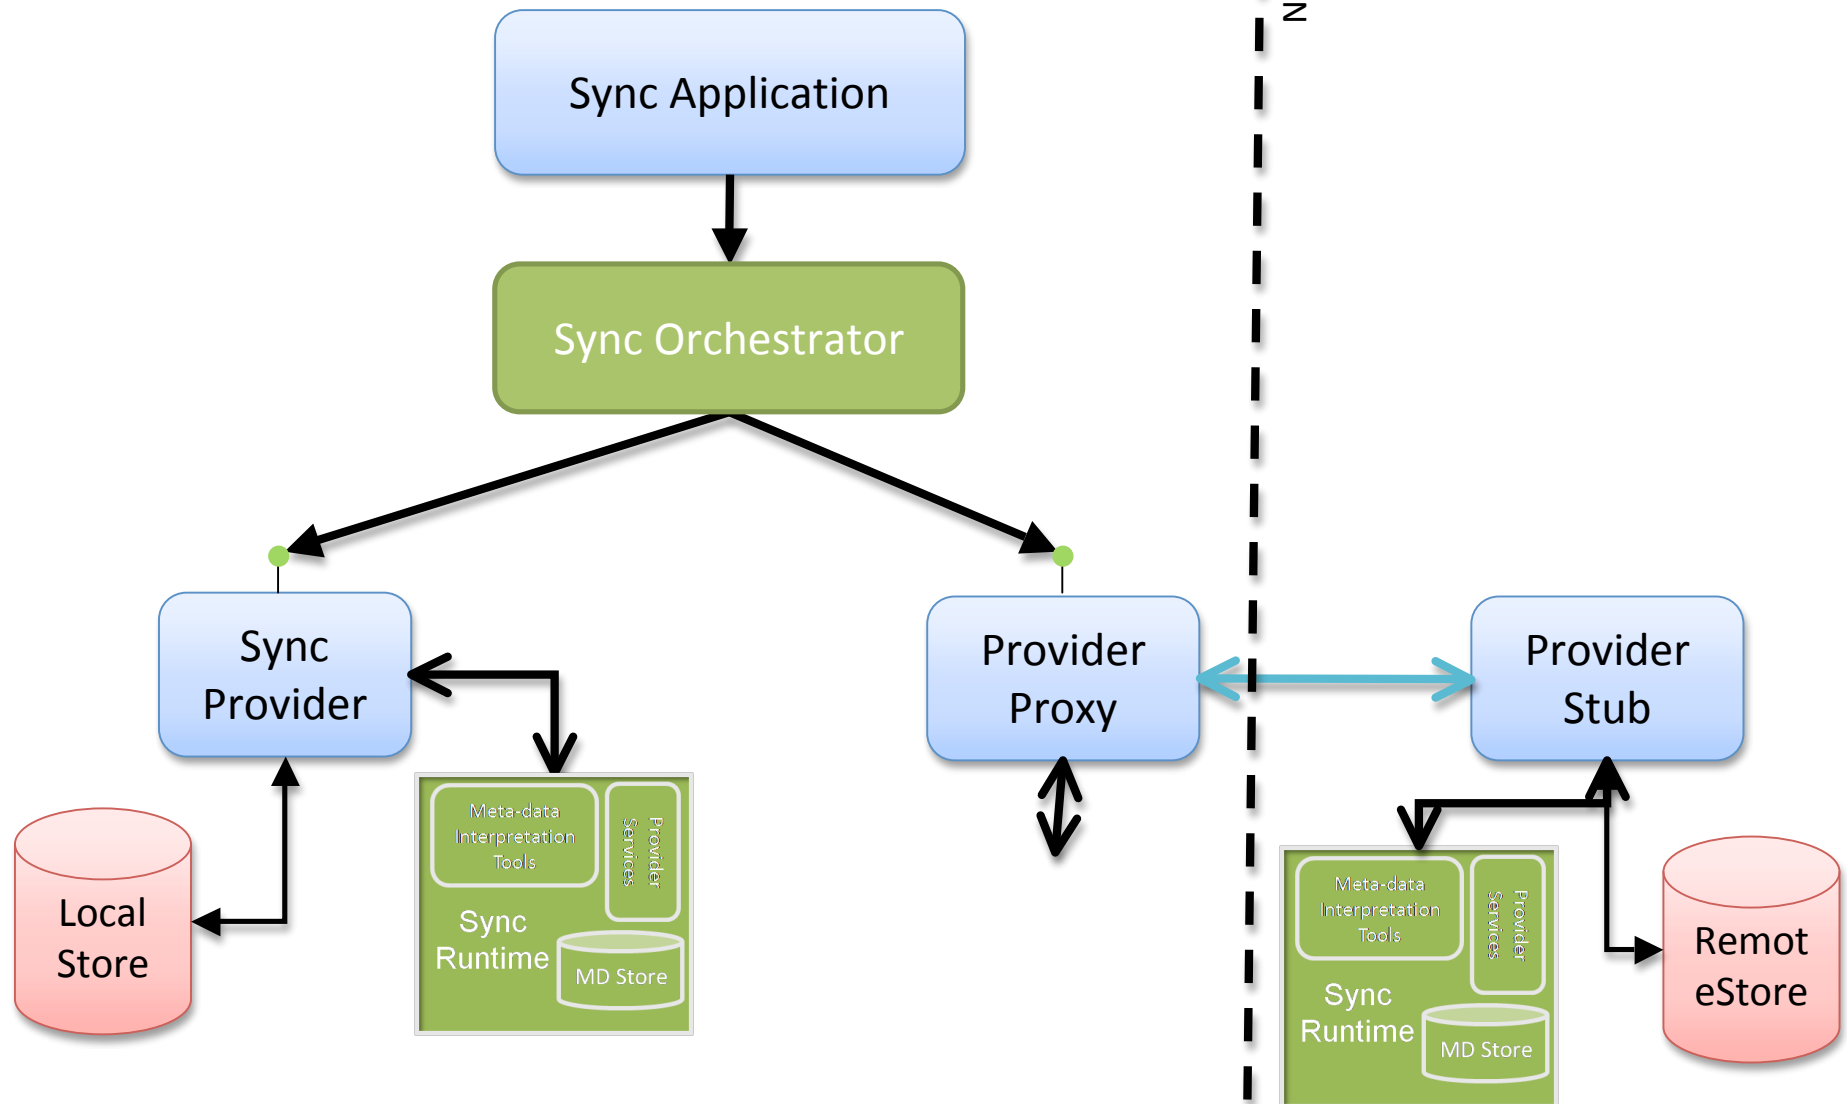 N
Sync Application
Sync Orchestrator
Sync
Provider
Provider
Proxy
Provider
Stub
Local
Store
Meta-data
Interpretation
Tools
Provider
Services
Sync
Runtime
MD Store
Meta-data
Interpretation
Tools
Provider
Services
Sync
Runtime
MD Store
Remot
eStore